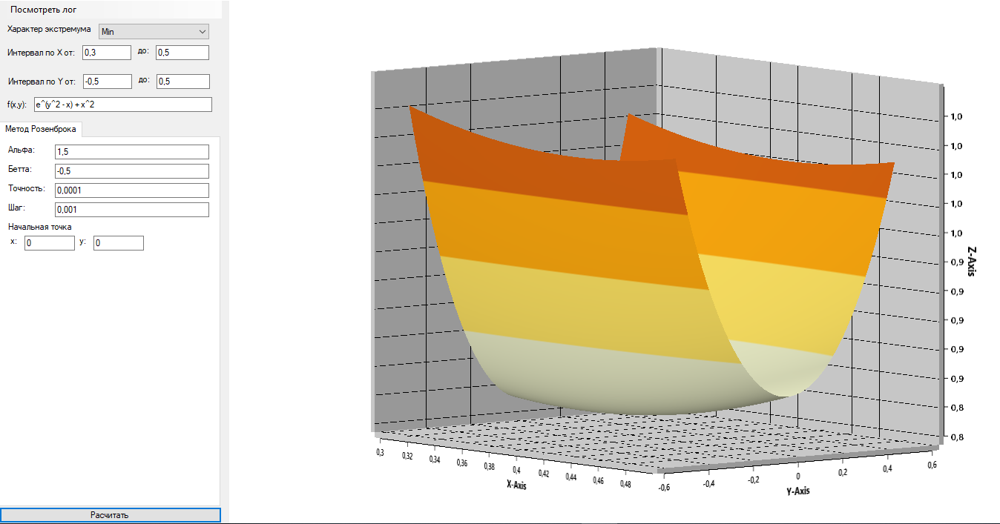 Посмотреть лог
Характер экстремума Min
Интервал по X от: 0,3 до: 0,5
Интервал по Y от: -0,5 до: 0,5
f(x,y): e^(y^2 - x) + x^2
Метод Розенброка
Альфа: 1,5
Бетта: -0,5
Точность: 0,0001
Шаг: 0,001
Начальная точка
x: 0 y: 0
Расчитать
1,0
1,0
1,0
1,0
1,0
0,9
0,9
0,9
0,9
0,9
0,8
0,8
Z-Axis
0,3 0,32 0,34 0,36 0,38 0,4 0,42 0,44 0,46 0,48
X-Axis
-0,6 -0,4 -0,2 0 0,2 0,4 0,6
Y-Axis